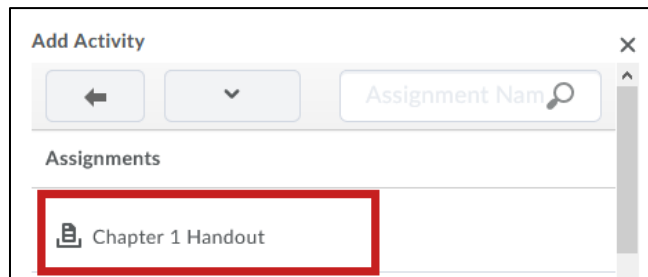 Add Activity
Assignment Nam
Assignments
Chapter 1 Handout